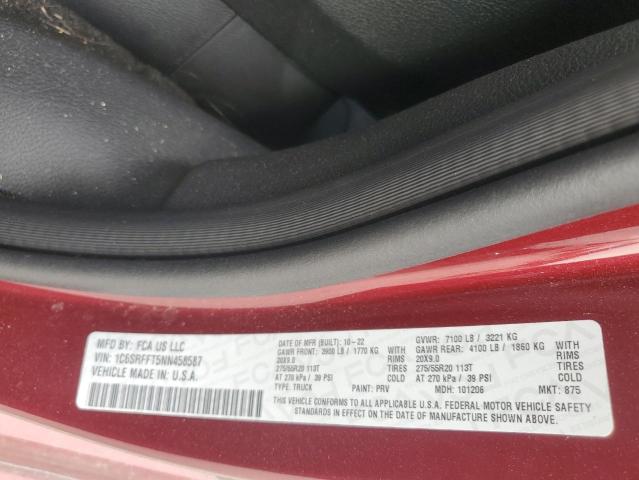 MFD BY: FCA US LLC
VIN: 1C6SRFFT5NN458587
VEHICLE MADE IN: U.S.A.
DATE OF MFR (BUILT): 10-22
GAWR FRONT: 3900 LB / 1770 KG WITH
20X9.0 RIMS
275/55R20 113T TIRES
AT 270 kPa / 39 PSI COLD
TYPE: TRUCK PAINT: PRV
GVWR: 7100 LB / 3221 KG
GAWR REAR: 4100 LB / 1860 KG WITH
20X9.0 RIMS
275/55R20 113T TIRES
AT 270 kPa / 39 PSI COLD
MDH: 101206 MKT: 875
THIS VEHICLE CONFORMS TO ALL APPLICABLE U.S.A. FEDERAL MOTOR VEHICLE SAFETY
STANDARDS IN EFFECT ON THE DATE OF MANUFACTURE SHOWN ABOVE.